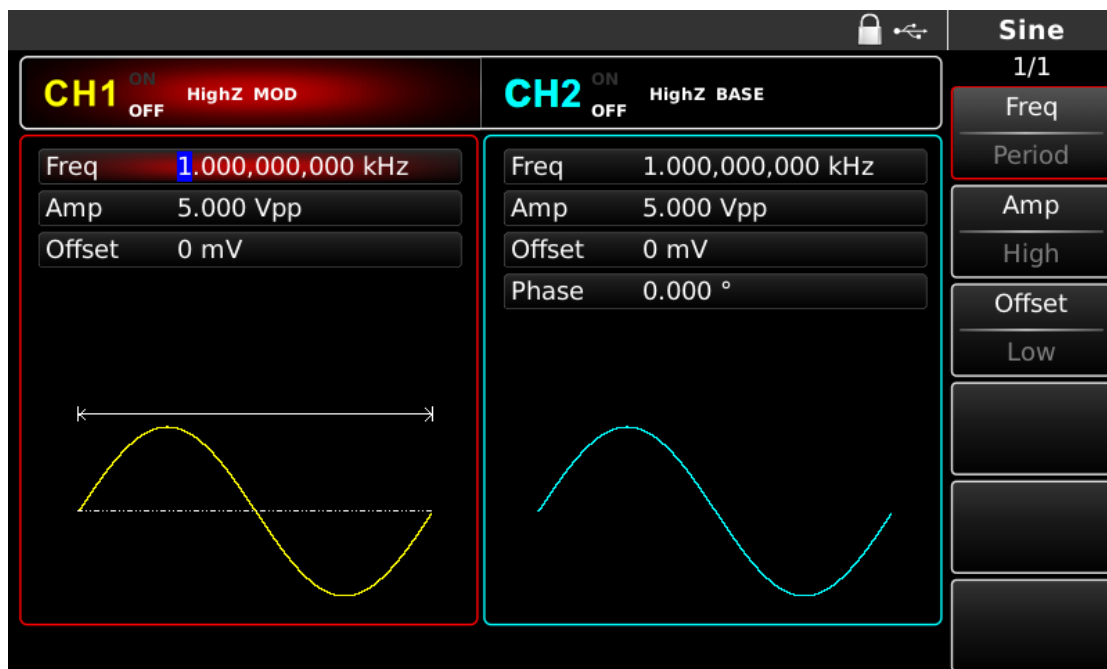 Sine
1/1
CH1 ON OFF HighZ MOD
CH2 ON OFF HighZ BASE
Freq 1.000,000,000 kHz
Amp 5.000 Vpp
Offset 0 mV
Freq 1.000,000,000 kHz
Amp 5.000 Vpp
Offset 0 mV
Phase 0.000 °
Freq
Period
Amp
High
Offset
Low